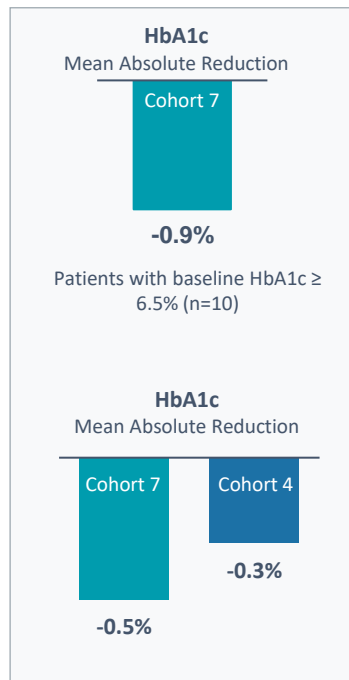 HbA1c
Mean Absolute Reduction
Cohort 7
-0.9%
Patients with baseline HbA1c ≥
6.5% (n=10)
HbA1c
Mean Absolute Reduction
Cohort 7
Cohort 4
-0.3%
-0.5%